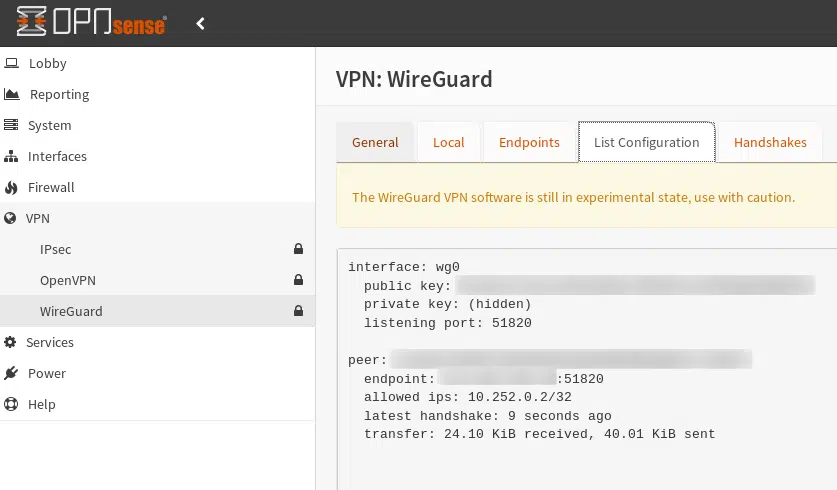 OPNsense®
Lobby
Reporting
System
Interfaces
Firewall
VPN
IPsec
OpenVPN
WireGuard
Services
Power
Help
VPN: WireGuard
General Local Endpoints List Configuration Handshakes
The WireGuard VPN software is still in experimental state, use with caution.
interface: wg0
public key:
private key: (hidden)
listening port: 51820
peer:
endpoint: :51820
allowed ips: 10.252.0.2/32
latest handshake: 9 seconds ago
transfer: 24.10 KiB received, 40.01 KiB sent